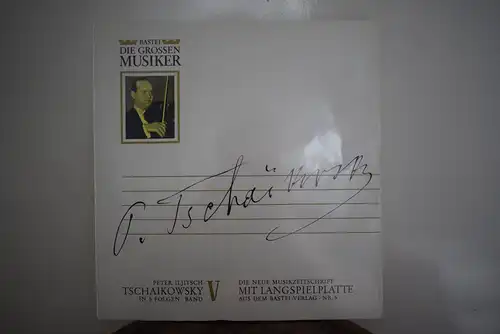 BASTEI
DIE GROSSEN
MUSIKER
P. Tschaïkovsky
PETER ILJITSCH
TSCHAIKOWSKY
IN 5 FOLGEN · BAND
V
DIE NEUE MUSIKZEITSCHRIFT
MIT LANGSPIELPLATTE
AUS DEM BASTEI-VERLAG · NR. 5